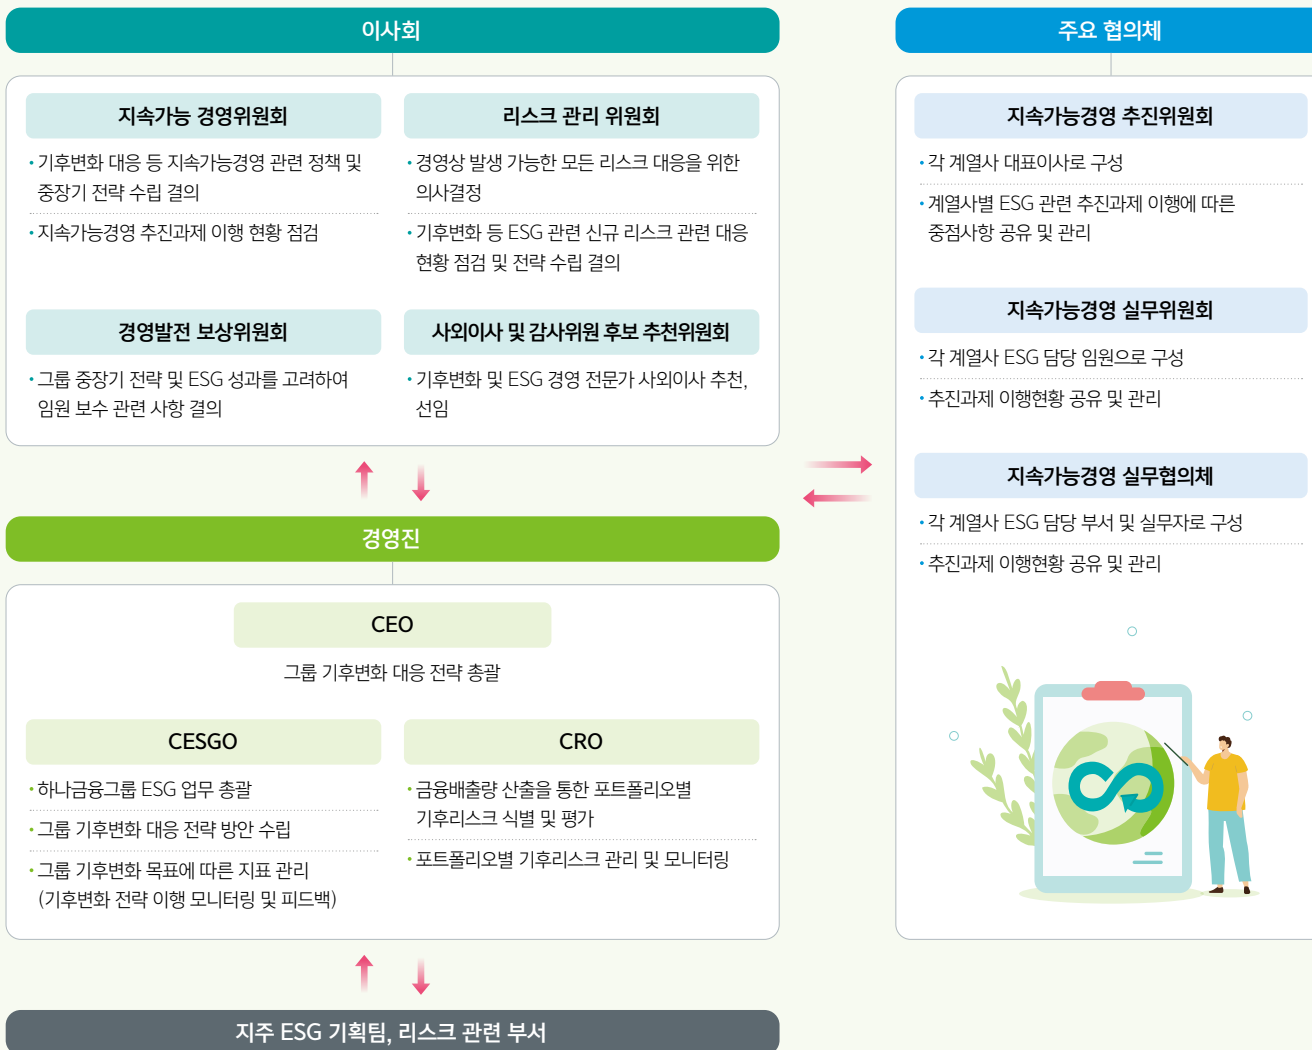 이사회
지속가능 경영위원회
• 기후변화 대응 등 지속가능경영 관련 정책 및
중장기 전략 수립 결의
• 지속가능경영 추진과제 이행 현황 점검
리스크 관리 위원회
• 경영상 발생 가능한 모든 리스크 대응을 위한
의사결정
• 기후변화 등 ESG 관련 신규 리스크 관련 대응
현황 점검 및 전략 수립 결의
경영발전 보상위원회
• 그룹 중장기 전략 및 ESG 성과를 고려하여
임원 보수 관련 사항 결의
사외이사 및 감사위원 후보 추천위원회
• 기후변화 및 ESG 경영 전문가 사외이사 추천,
선임
경영진
CEO
그룹 기후변화 대응 전략 총괄
CESGO
• 하나금융그룹 ESG 업무 총괄
• 그룹 기후변화 대응 전략 방안 수립
• 그룹 기후변화 목표에 따른 지표 관리
(기후변화 전략 이행 모니터링 및 피드백)
CRO
• 금융배출량 산출을 통한 포트폴리오별
기후리스크 식별 및 평가
• 포트폴리오별 기후리스크 관리 및 모니터링
지주 ESG 기획팀, 리스크 관련 부서
주요 협의체
지속가능경영 추진위원회
• 각 계열사 대표이사로 구성
• 계열사별 ESG 관련 추진과제 이행에 따른
중점사항 공유 및 관리
지속가능경영 실무위원회
• 각 계열사 ESG 담당 임원으로 구성
• 추진과제 이행현황 공유 및 관리
지속가능경영 실무협의체
• 각 계열사 ESG 담당 부서 및 실무자로 구성
• 추진과제 이행현황 공유 및 관리